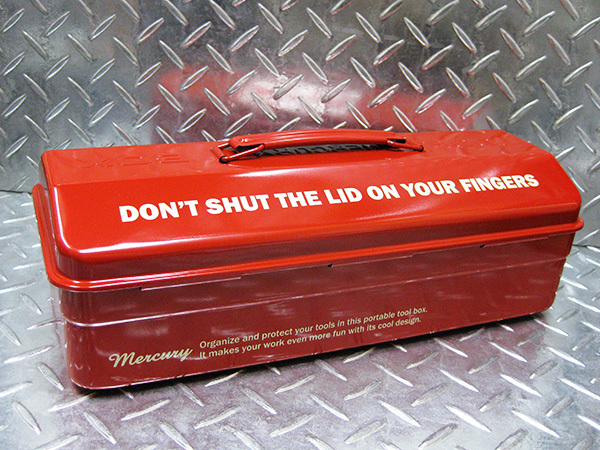 DON'T SHUT THE LID ON YOUR FINGERS
Mercury
Organize and protect your tools in this portable tool box.
It makes your work even more fun with its cool design.